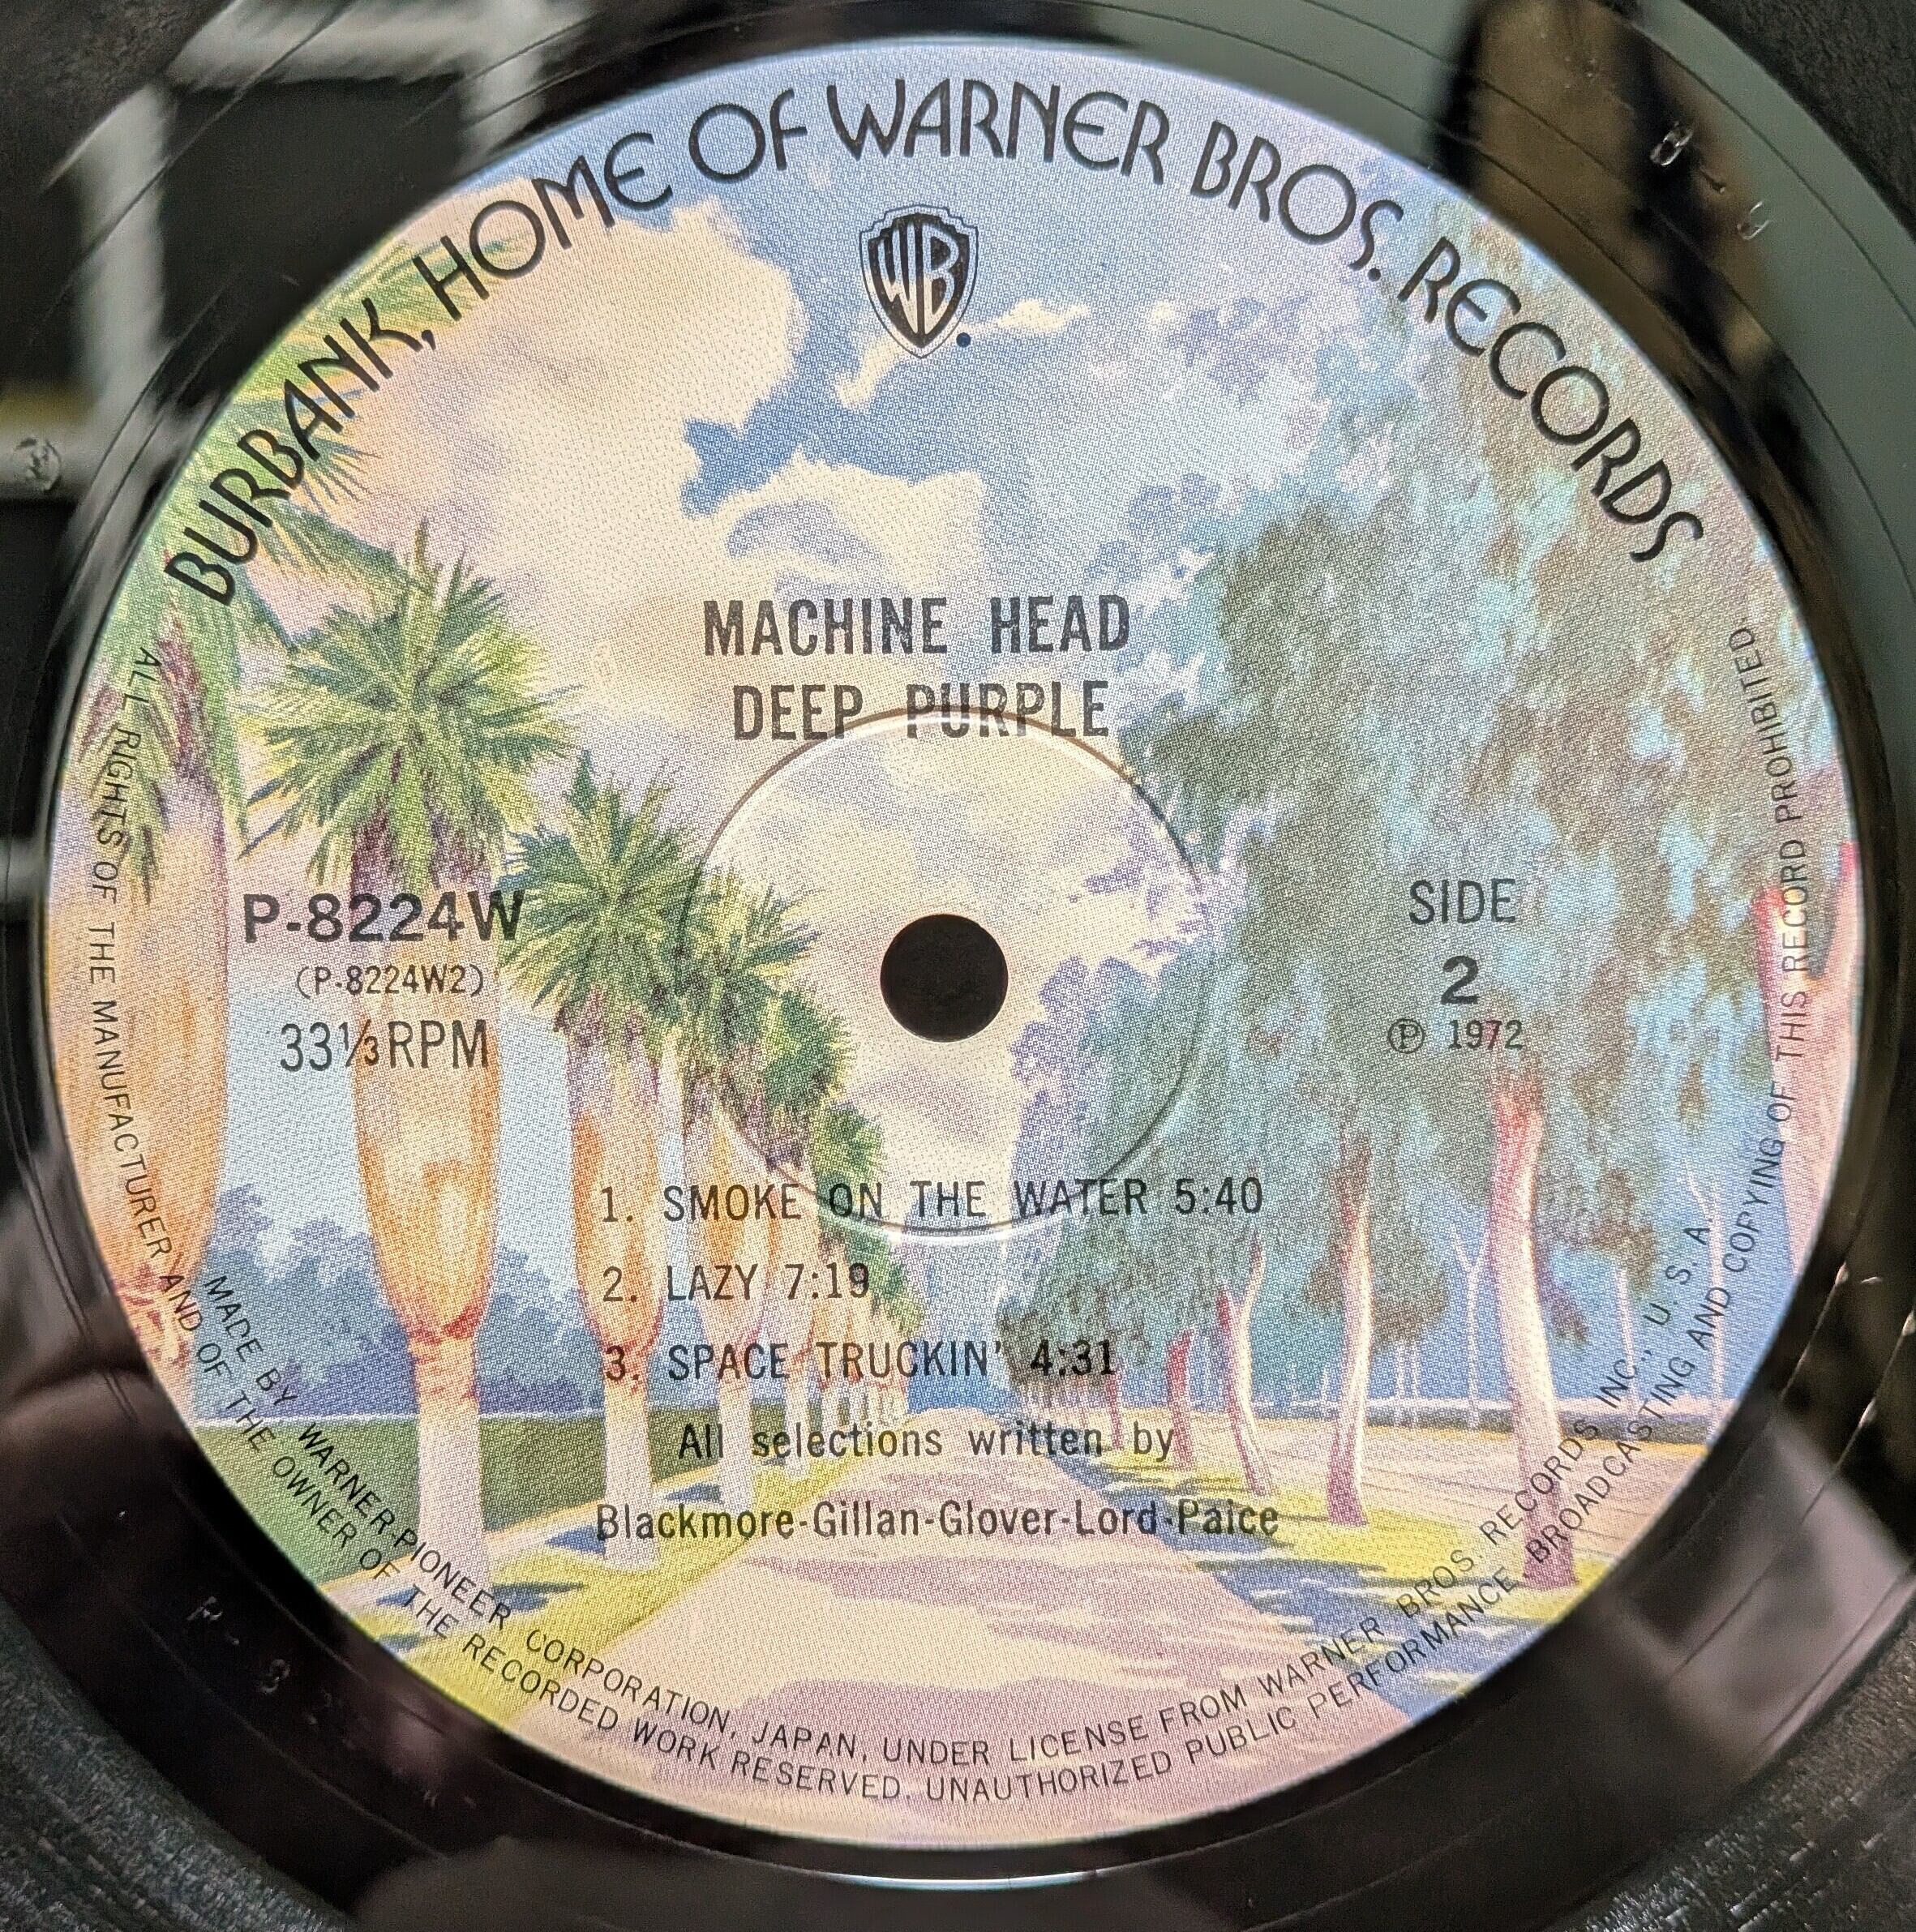 BURBANK, HOME OF WARNER BROS. RECORDS
WB
MACHINE HEAD
DEEP PURPLE
P-8224W
(P-8224W2)
33⅓RPM
SIDE
2
Ⓟ 1972
1. SMOKE ON THE WATER 5:40
2. LAZY 7:19
3. SPACE TRUCKIN' 4:31
All selections written by
Blackmore-Gillan-Glover-Lord-Paice
MADE BY WARNER-PIONEER CORPORATION, JAPAN, UNDER LICENSE FROM WARNER BROS. RECORDS INC., U.S.A.
ALL RIGHTS OF THE MANUFACTURER AND OF THE OWNER OF THE RECORDED WORK RESERVED. UNAUTHORIZED PUBLIC PERFORMANCE BROADCASTING AND COPYING OF THIS RECORD PROHIBITED.